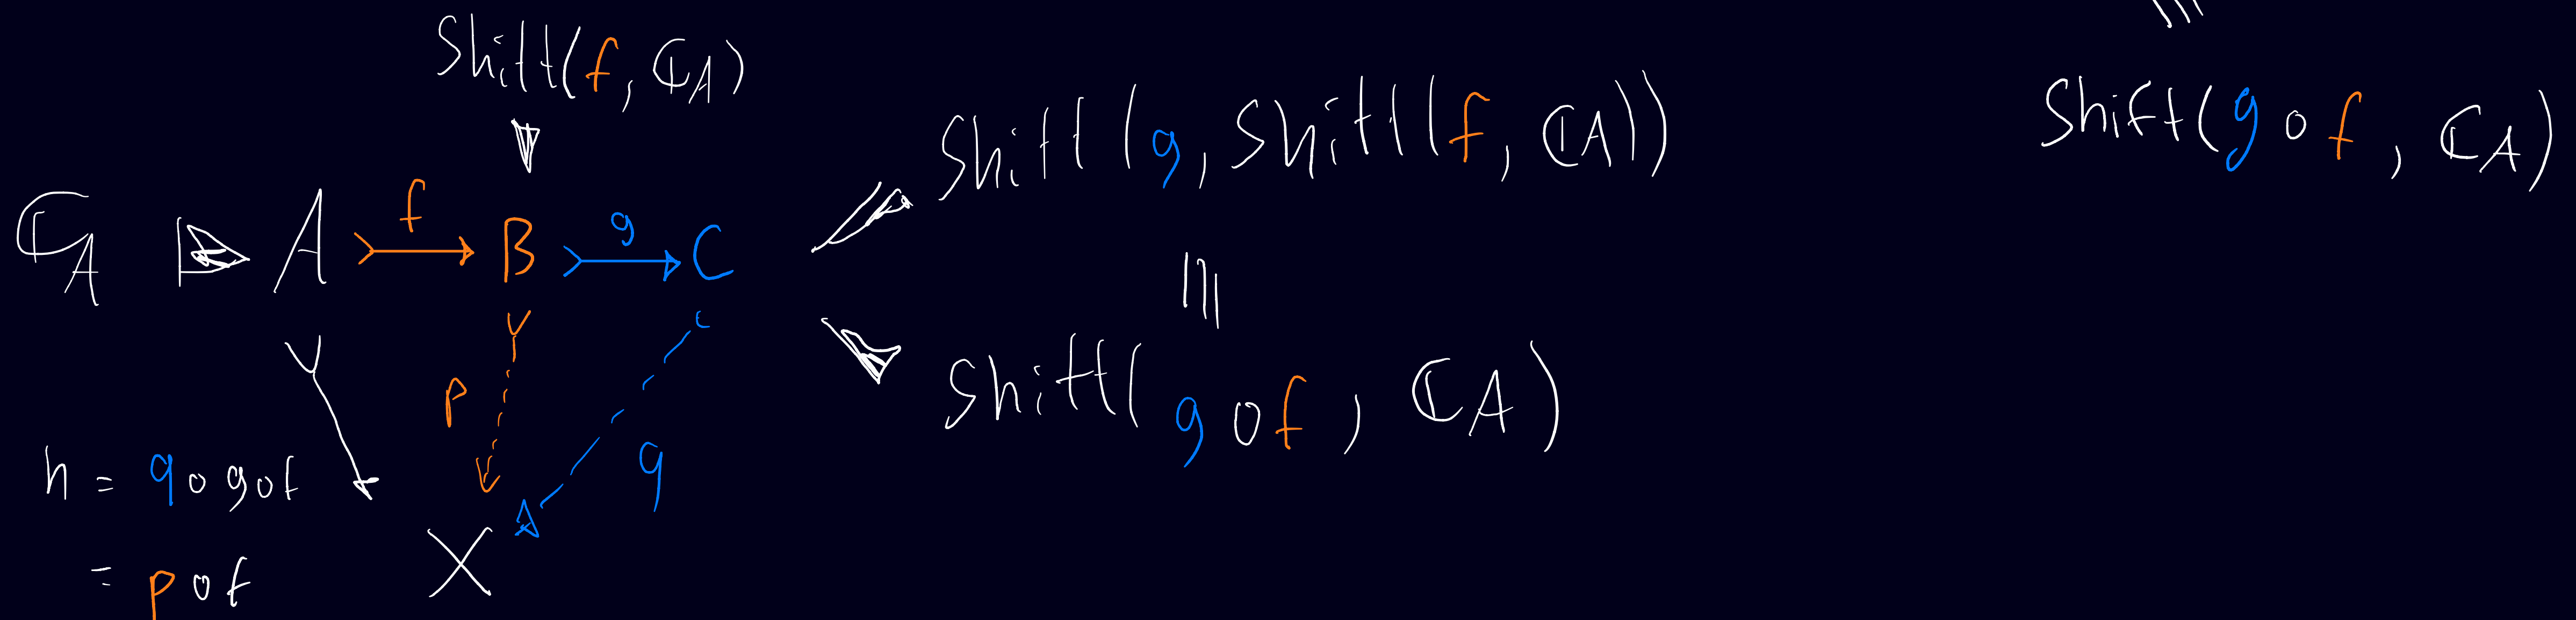 Shift(f, ℂA)
Shift(g, Shift(f, ℂA))
≡
Shift(g ∘ f, ℂA)
ℂA ▷ A f B g C
≡
Shift(g ∘ f, ℂA)
p
q
h = q ∘ g ∘ f
= p ∘ f
X